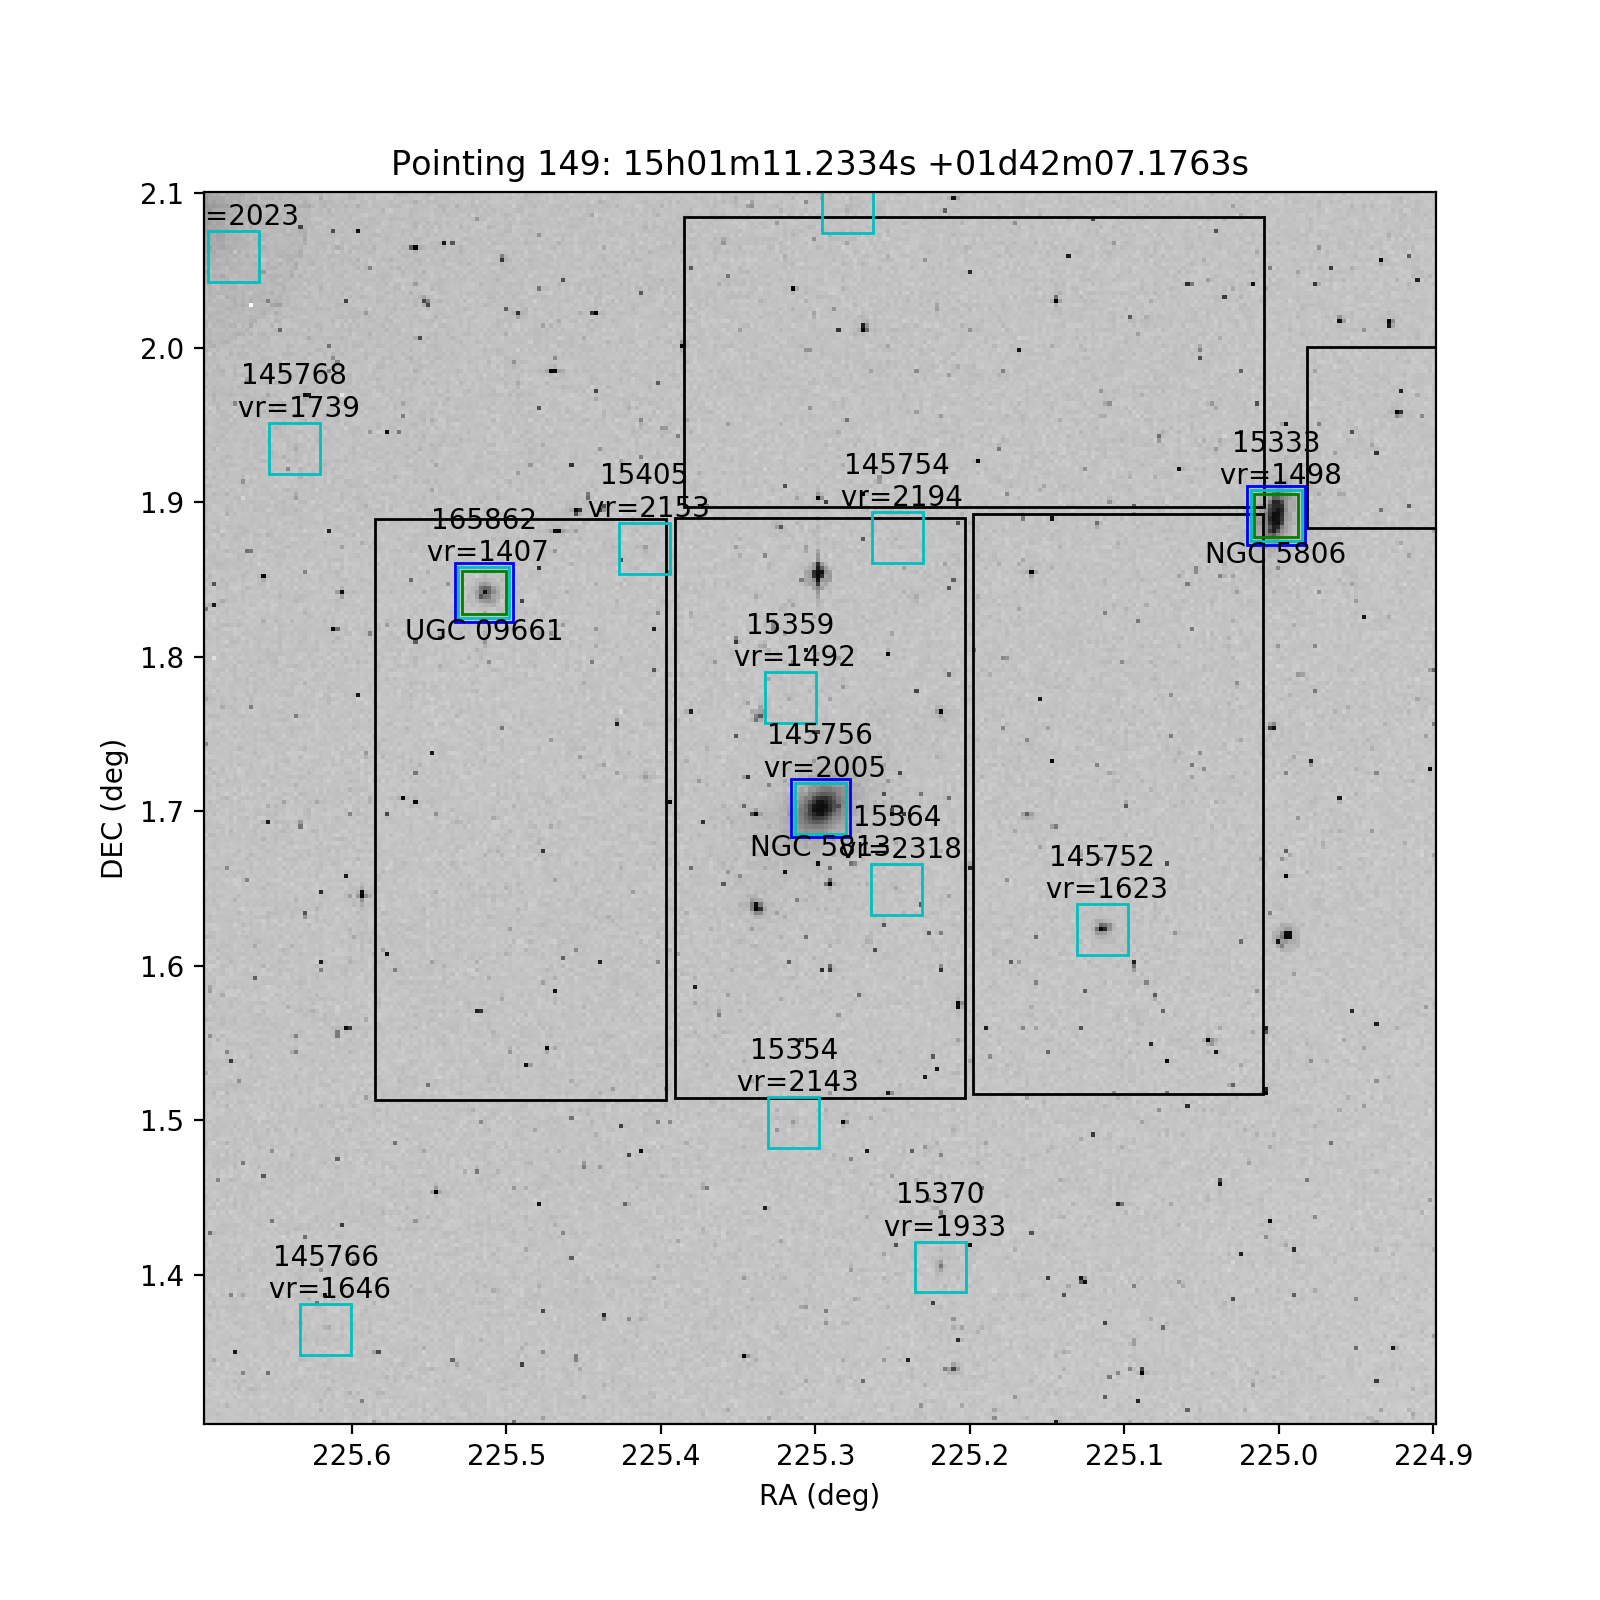 Pointing 149: 15h01m11.2334s +01d42m07.1763s
=2023
145768
vr=1739
15405
vr=2153
145754
vr=2194
15333
vr=1498
NGC 5806
165862
vr=1407
UGC 09661
15359
vr=1492
145756
vr=2005
NGC 5813
15364
vr=2318
145752
vr=1623
15354
vr=2143
15370
vr=1933
145766
vr=1646
2.1
2.0
1.9
1.8
1.7
1.6
1.5
1.4
DEC (deg)
225.6 225.5 225.4 225.3 225.2 225.1 225.0 224.9
RA (deg)